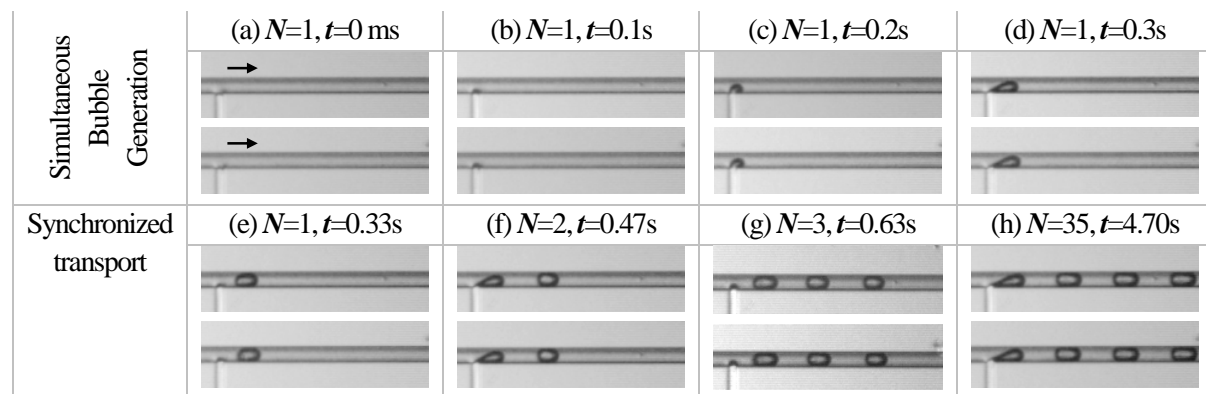 Simultaneous
Bubble
Generation
(a) N=1, t=0 ms
(b) N=1, t=0.1s
(c) N=1, t=0.2s
(d) N=1, t=0.3s
Synchronized
transport
(e) N=1, t=0.33s
(f) N=2, t=0.47s
(g) N=3, t=0.63s
(h) N=35, t=4.70s